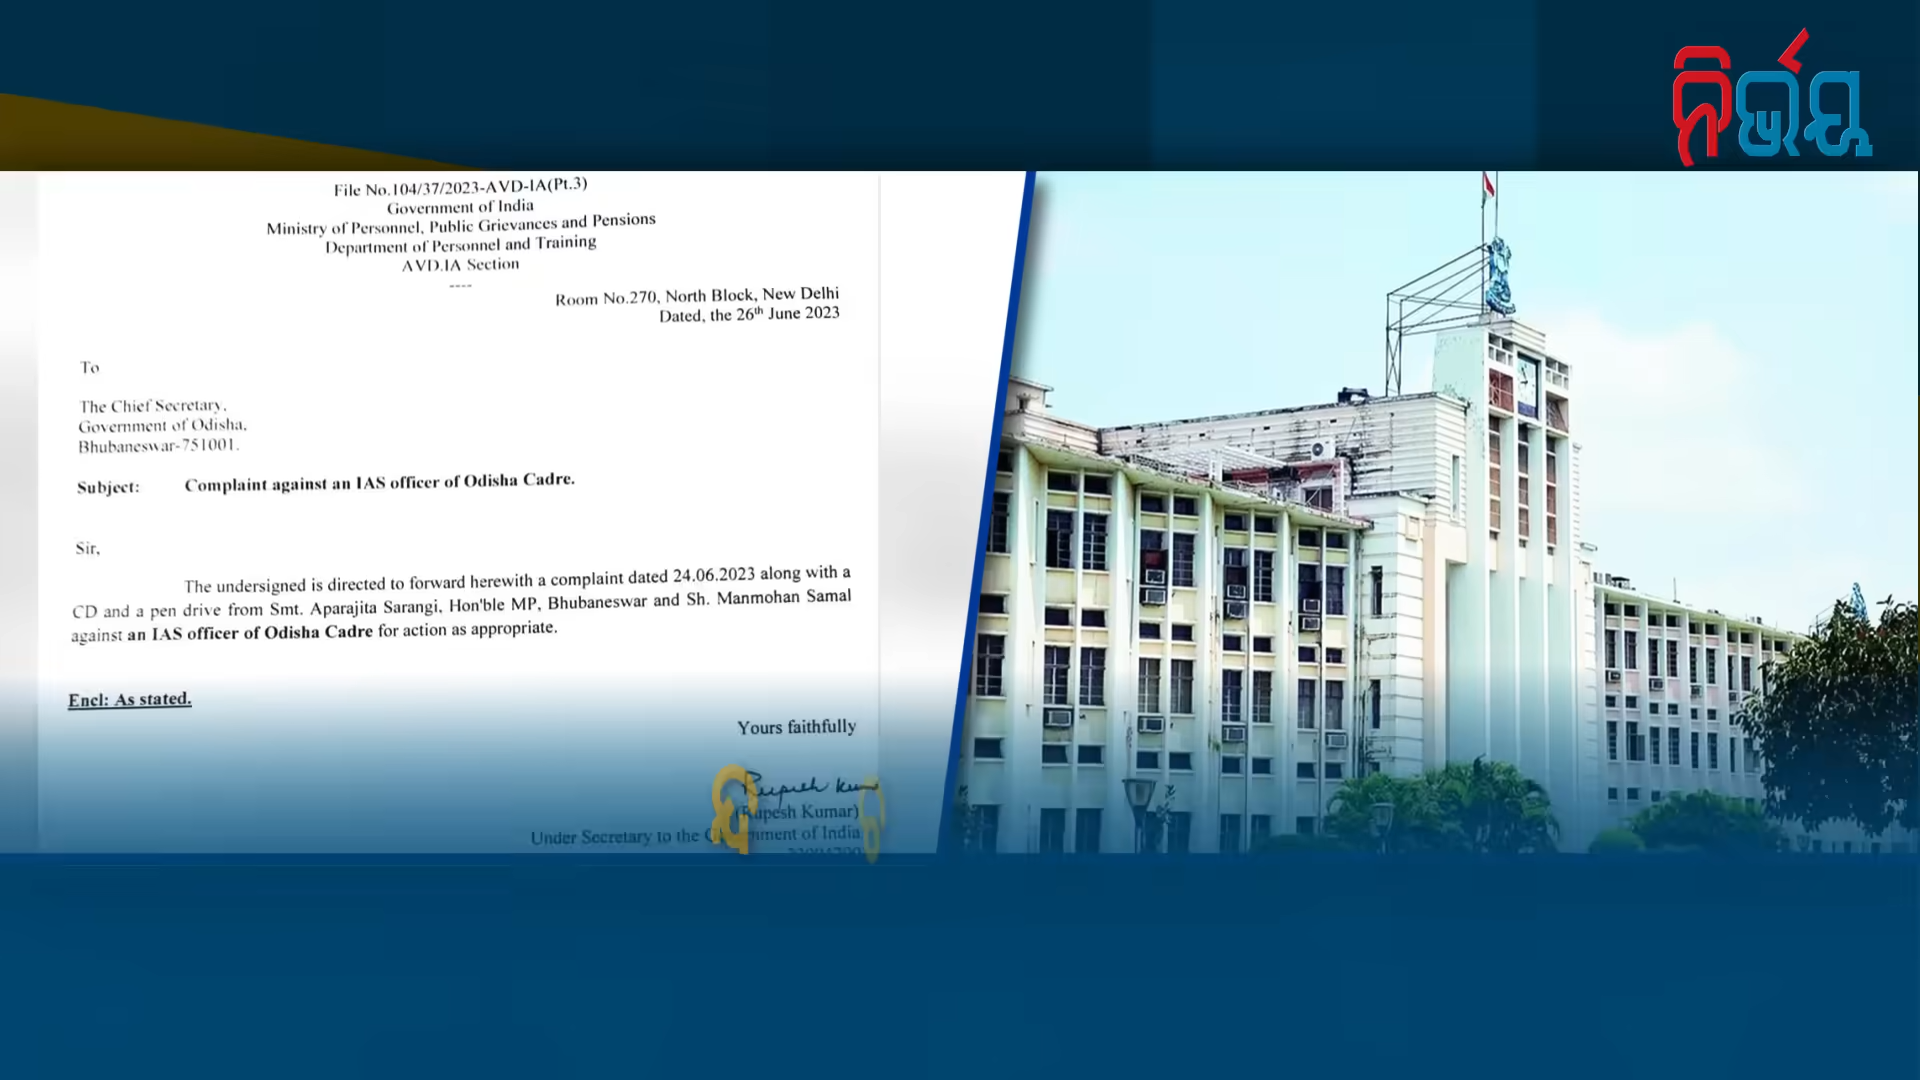 ନିର୍ଭୟ
File No.104/37/2023-AVD-IA(Pt.3)
Government of India
Ministry of Personnel, Public Grievances and Pensions
Department of Personnel and Training
AVD.IA Section
----
Room No.270, North Block, New Delhi
Dated, the 26th June 2023
To
The Chief Secretary,
Government of Odisha,
Bhubaneswar-751001.
Subject: Complaint against an IAS officer of Odisha Cadre.
Sir,
The undersigned is directed to forward herewith a complaint dated 24.06.2023 along with a
CD and a pen drive from Smt. Aparajita Sarangi, Hon'ble MP, Bhubaneswar and Sh. Manmohan Samal
against an IAS officer of Odisha Cadre for action as appropriate.
Encl: As stated.
Yours faithfully
(Rupesh Kumar)
Under Secretary to the Government of India